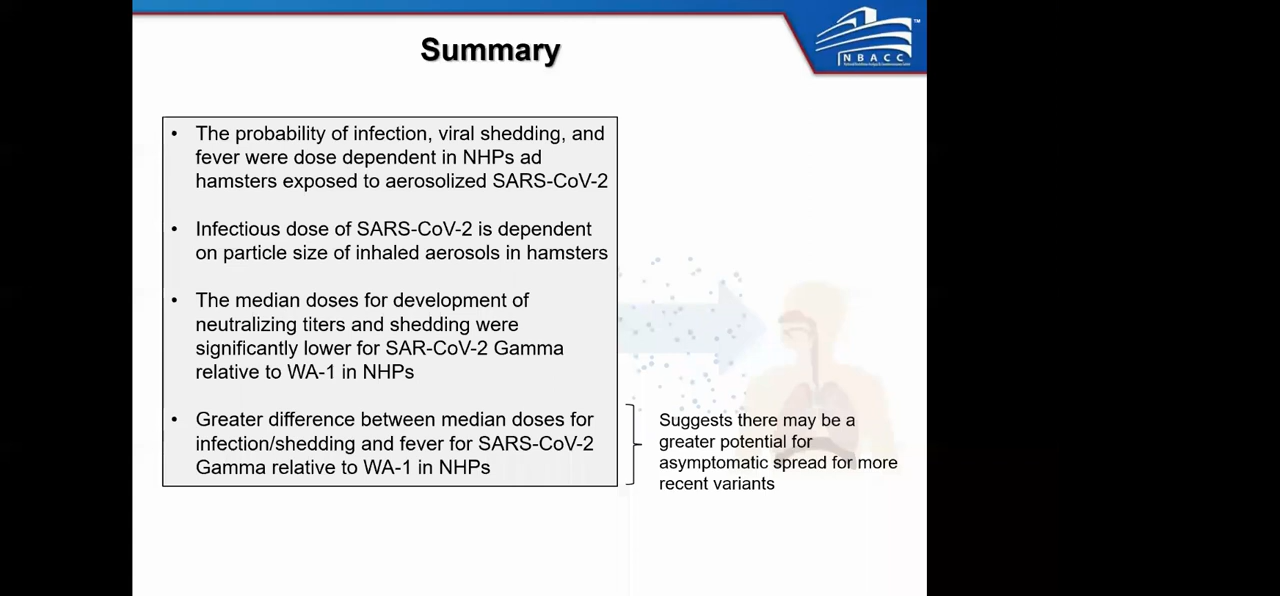 Summary
NBACC
TM
• The probability of infection, viral shedding, and
fever were dose dependent in NHPs ad
hamsters exposed to aerosolized SARS-CoV-2
• Infectious dose of SARS-CoV-2 is dependent
on particle size of inhaled aerosols in hamsters
• The median doses for development of
neutralizing titers and shedding were
significantly lower for SAR-CoV-2 Gamma
relative to WA-1 in NHPs
• Greater difference between median doses for
infection/shedding and fever for SARS-CoV-2
Gamma relative to WA-1 in NHPs
Suggests there may be a
greater potential for
asymptomatic spread for more
recent variants